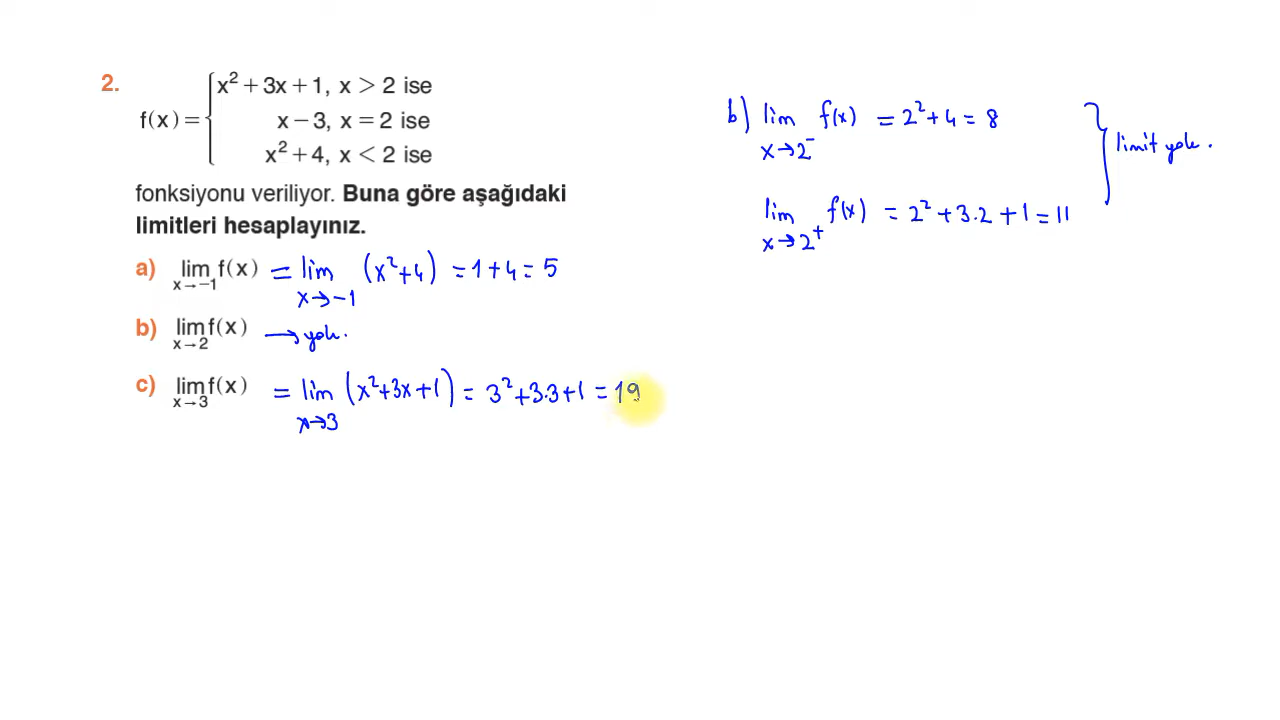 2.
f(x) = { x² + 3x + 1, x > 2 ise
x − 3, x = 2 ise
x² + 4, x < 2 ise
fonksiyonu veriliyor. Buna göre aşağıdaki
limitleri hesaplayınız.
a) lim x→−1 f(x) = lim x→−1 (x²+4) = 1+4 = 5
b) lim x→2 f(x) → yok.
c) lim x→3 f(x) = lim x→3 (x²+3x+1) = 3²+3.3+1 = 19
b) lim x→2⁻ f(x) = 2²+4 = 8
lim x→2⁺ f(x) = 2²+3.2+1 = 11
} limit yok.